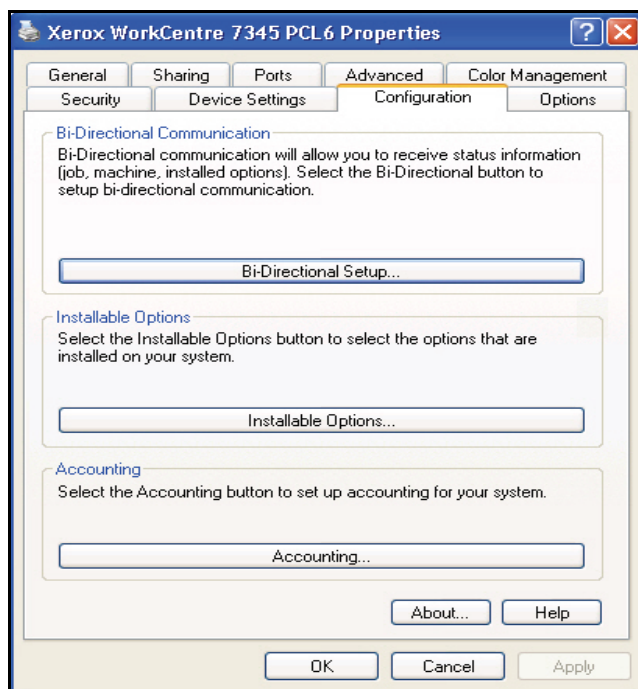 Xerox WorkCentre 7345 PCL6 Properties
General Sharing Ports Advanced Color Management
Security Device Settings Configuration Options
Bi-Directional Communication
Bi-Directional communication will allow you to receive status information
(job, machine, installed options). Select the Bi-Directional button to
setup bi-directional communication.
Bi-Directional Setup...
Installable Options
Select the Installable Options button to select the options that are
installed on your system.
Installable Options...
Accounting
Select the Accounting button to set up accounting for your system.
Accounting...
About... Help
OK Cancel Apply